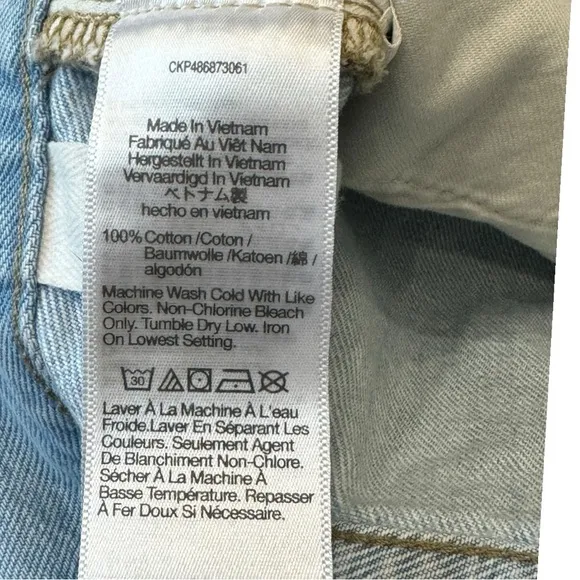 CKP486873061
Made In Vietnam
Fabriqué Au Viêt Nam
Hergestellt In Vietnam
Vervaardigd In Vietnam
ベトナム製
hecho en vietnam
100% Cotton /Coton /
Baumwolle /Katoen /綿 /
algodón
Machine Wash Cold With Like
Colors. Non-Chlorine Bleach
Only. Tumble Dry Low. Iron
On Lowest Setting.
30
Laver À La Machine À L'eau
Froide.Laver En Séparant Les
Couleurs. Seulement Agent
De Blanchiment Non-Chlore.
Sécher À La Machine À
Basse Température. Repasser
À Fer Doux Si Nécessaire.